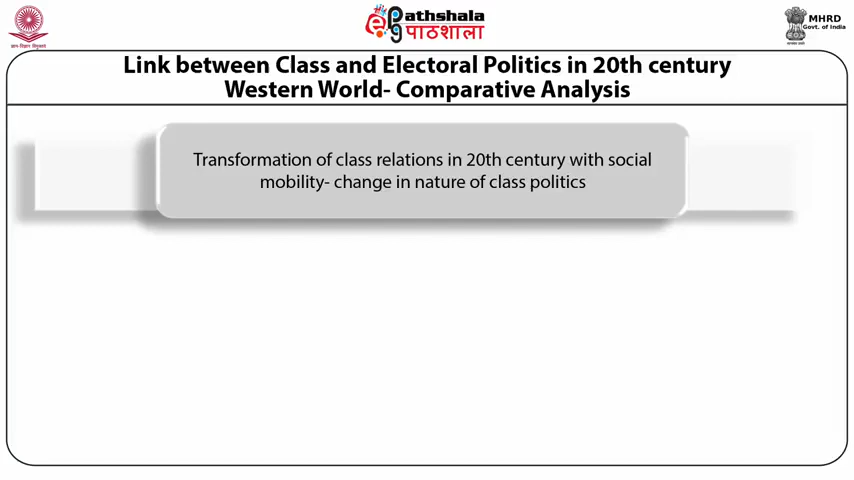 ePathshala
पाठशाला
MHRD
Govt. of India
Link between Class and Electoral Politics in 20th century
Western World- Comparative Analysis
Transformation of class relations in 20th century with social
mobility- change in nature of class politics